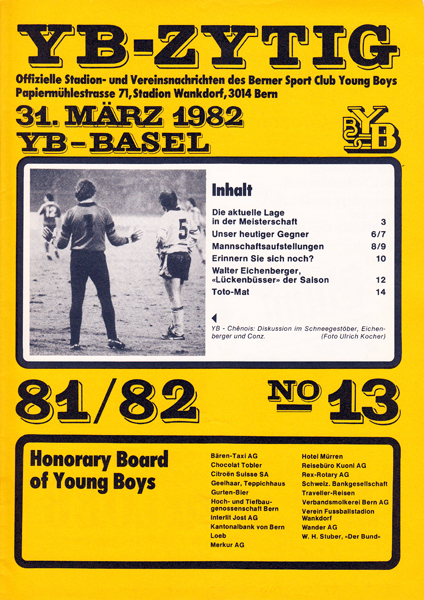 YB-ZYTIG
Offizielle Stadion- und Vereinsnachrichten des Berner Sport Club Young Boys
Papiermühlestrasse 71, Stadion Wankdorf, 3014 Bern
31. MÄRZ 1982
YB-BASEL
YB
BSC
Inhalt
Die aktuelle Lage
in der Meisterschaft 3
Unser heutiger Gegner 6/7
Mannschaftsaufstellungen 8/9
Erinnern Sie sich noch? 10
Walter Eichenberger,
«Lückenbüsser» der Saison 12
Toto-Mat 14
YB - Chênois: Diskussion im Schneegestöber, Eichen-
berger und Conz. (Foto Ulrich Kocher)
1
5
81/82 NO 13
Honorary Board
of Young Boys
Bären-Taxi AG
Chocolat Tobler
Citroën Suisse SA
Geelhaar, Teppichhaus
Gurten-Bier
Hoch- und Tiefbau-
genossenschaft Bern
Interlit Jost AG
Kantonalbank von Bern
Loeb
Merkur AG
Hotel Mürren
Reisebüro Kuoni AG
Rex-Rotary AG
Schweiz. Bankgesellschaft
Traveller-Reisen
Verbandsmolkerei Bern AG
Verein Fussballstadion
Wankdorf
Wander AG
W. H. Stuber, «Der Bund»